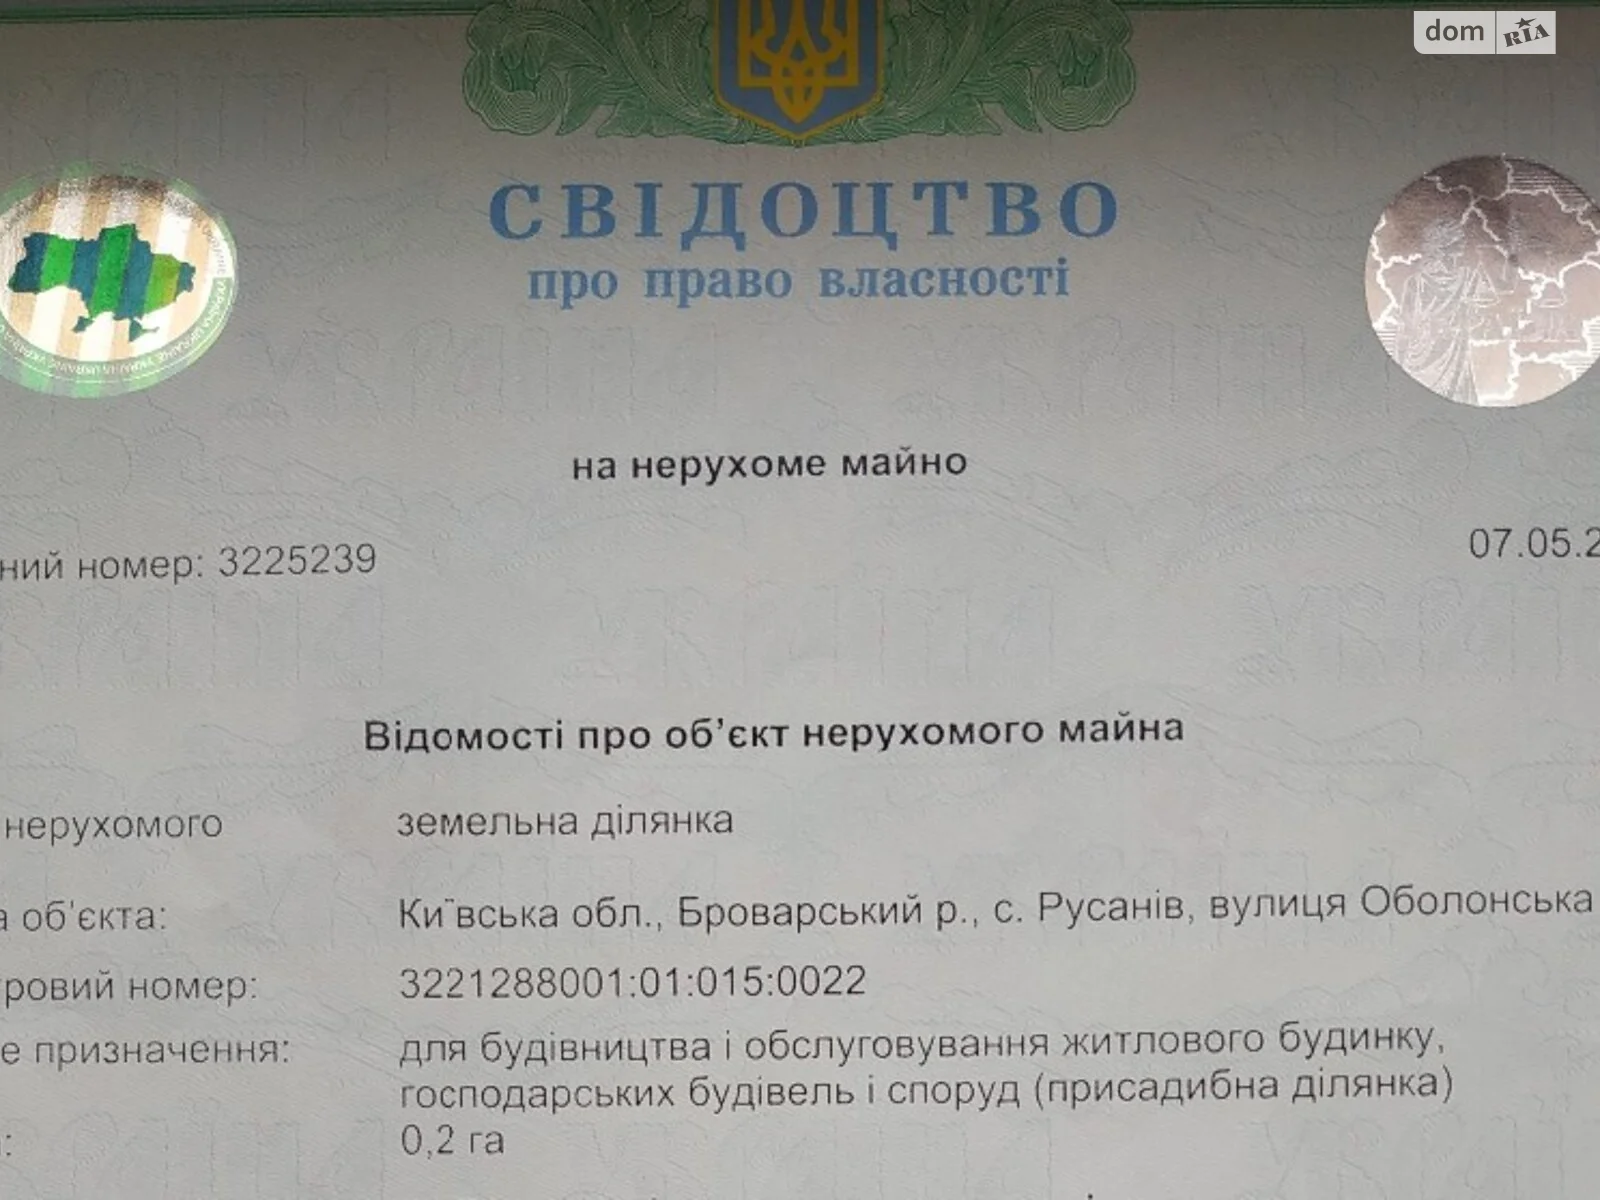 dom RIA
СВІДОЦТВО
про право власності
на нерухоме майно
ний номер: 3225239
07.05.2
Відомості про об'єкт нерухомого майна
нерухомого земельна ділянка
а об'єкта: Ки¨вська обл., Броварський р., с. Русанів, вулиця Оболонська
ровий номер: 3221288001:01:015:0022
е призначення: для будівництва і обслуговування житлового будинку,
господарських будівель і споруд (присадибна ділянка)
: 0,2 га